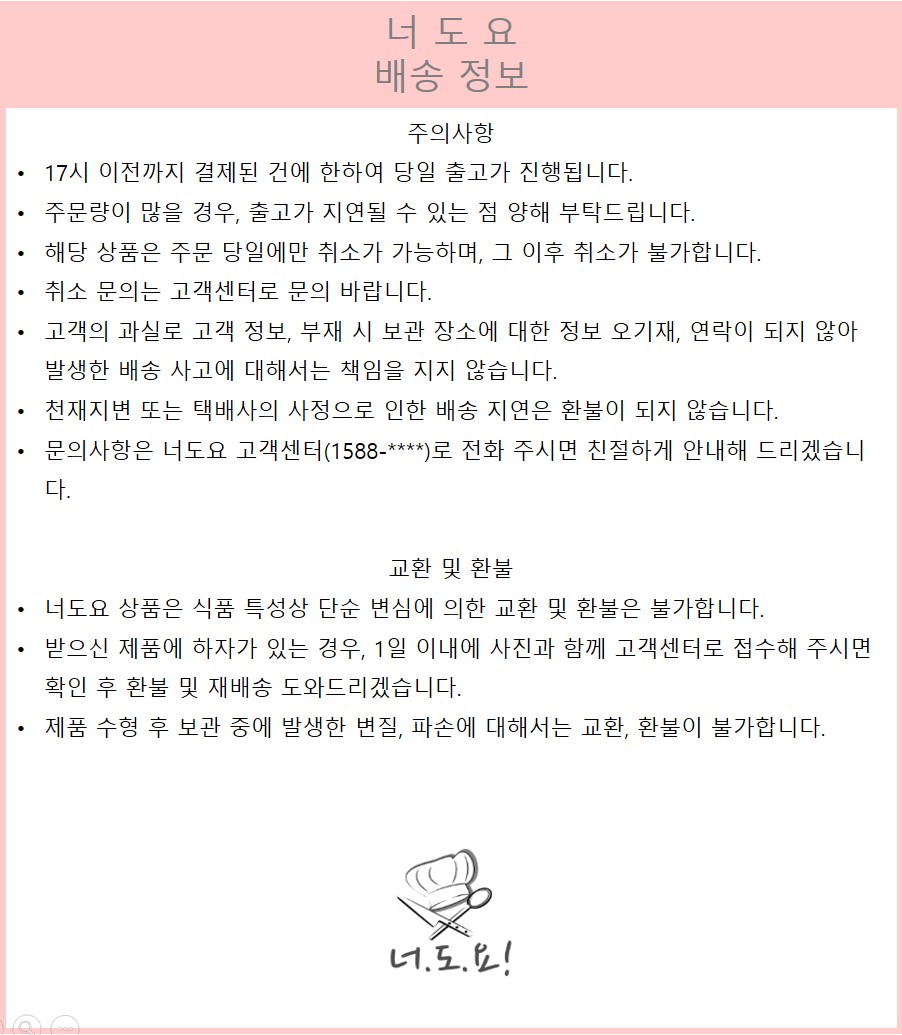 너 도 요
배송 정보
주의사항
• 17시 이전까지 결제된 건에 한하여 당일 출고가 진행됩니다.
• 주문량이 많을 경우, 출고가 지연될 수 있는 점 양해 부탁드립니다.
• 해당 상품은 주문 당일에만 취소가 가능하며, 그 이후 취소가 불가합니다.
• 취소 문의는 고객센터로 문의 바랍니다.
• 고객의 과실로 고객 정보, 부재 시 보관 장소에 대한 정보 오기재, 연락이 되지 않아
발생한 배송 사고에 대해서는 책임을 지지 않습니다.
• 천재지변 또는 택배사의 사정으로 인한 배송 지연은 환불이 되지 않습니다.
• 문의사항은 너도요 고객센터(1588-****)로 전화 주시면 친절하게 안내해 드리겠습니
다.
교환 및 환불
• 너도요 상품은 식품 특성상 단순 변심에 의한 교환 및 환불은 불가합니다.
• 받으신 제품에 하자가 있는 경우, 1일 이내에 사진과 함께 고객센터로 접수해 주시면
확인 후 환불 및 재배송 도와드리겠습니다.
• 제품 수형 후 보관 중에 발생한 변질, 파손에 대해서는 교환, 환불이 불가합니다.
너.도.요!